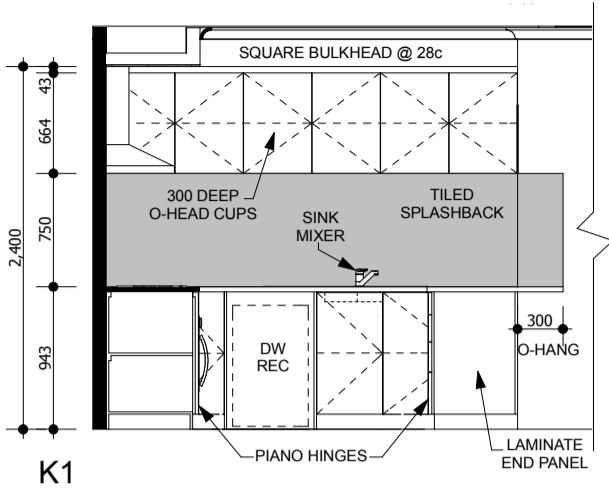 SQUARE BULKHEAD @ 28c
43
664
300 DEEP
O-HEAD CUPS
TILED
SPLASHBACK
SINK
MIXER
750
2,400
300
O-HANG
DW
REC
943
PIANO HINGES
LAMINATE
END PANEL
K1